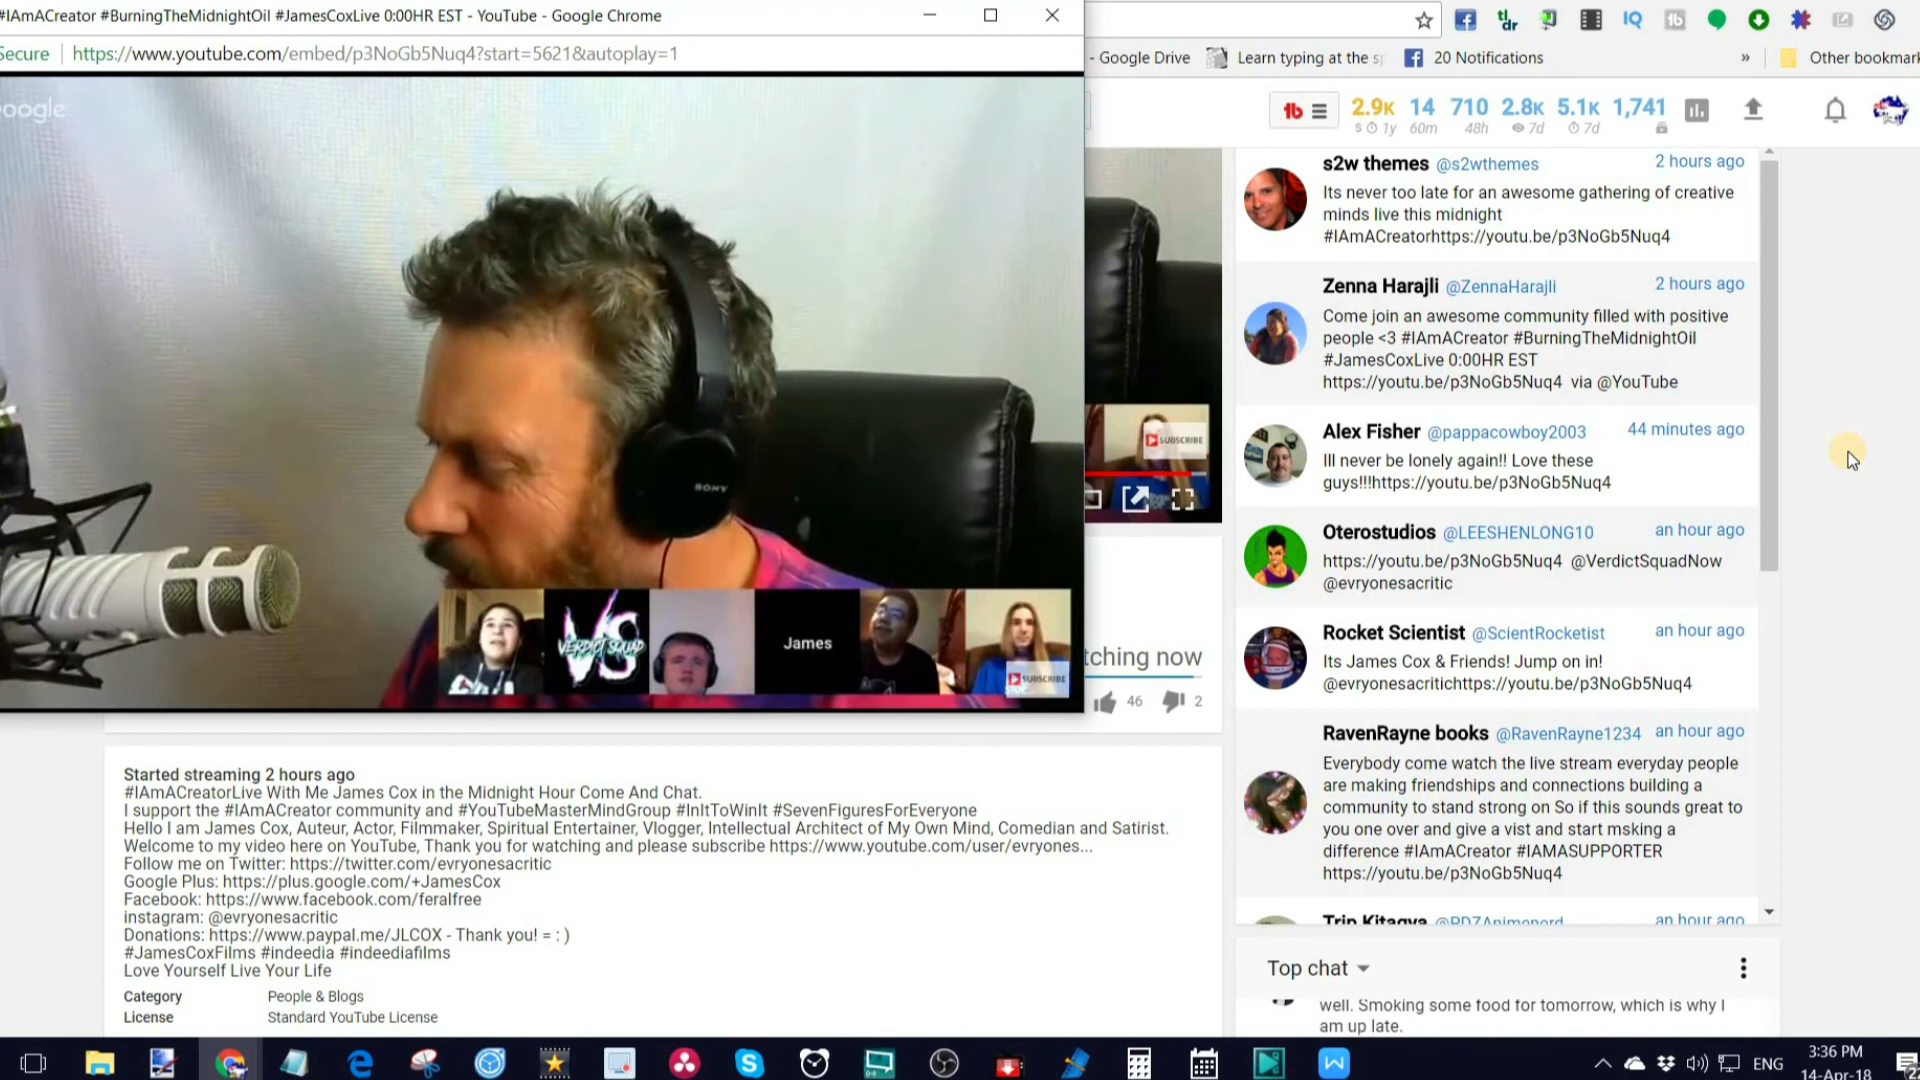 #IAmACreator #BurningTheMidnightOil #JamesCoxLive 0:00HR EST - YouTube - Google Chrome
Secure https://www.youtube.com/embed/p3NoGb5Nuq4?start=5621&autoplay=1
SONY
VERDICT SQUAD
James
SUBSCRIBE
- Google Drive
Learn typing at the
20 Notifications
»
Other bookmark
2.9K 14 710 2.8K 5.1K 1,741
1y 60m 48h 7d 7d
SUBSCRIBE
tching now
46 2
s2w themes @s2wthemes 2 hours ago
Its never too late for an awesome gathering of creative
minds live this midnight
#IAmACreatorhttps://youtu.be/p3NoGb5Nuq4
Zenna Harajli @ZennaHarajli 2 hours ago
Come join an awesome community filled with positive
people <3 #IAmACreator #BurningTheMidnightOil
#JamesCoxLive 0:00HR EST
https://youtu.be/p3NoGb5Nuq4 via @YouTube
Alex Fisher @pappacowboy2003 44 minutes ago
Ill never be lonely again!! Love these
guys!!!https://youtu.be/p3NoGb5Nuq4
Oterostudios @LEESHENLONG10 an hour ago
https://youtu.be/p3NoGb5Nuq4 @VerdictSquadNow
@evryonesacritic
Rocket Scientist @ScientRocketist an hour ago
Its James Cox & Friends! Jump on in!
@evryonesacritichttps://youtu.be/p3NoGb5Nuq4
RavenRayne books @RavenRayne1234 an hour ago
Everybody come watch the live stream everyday people
are making friendships and connections building a
community to stand strong on So if this sounds great to
you one over and give a vist and start msking a
difference #IAmACreator #IAMASUPPORTER
https://youtu.be/p3NoGb5Nuq4
Trip Kitagva @PDZAnimenerd an hour ago
Top chat
well. Smoking some food for tomorrow, which is why I
am up late.
Started streaming 2 hours ago
#IAmACreatorLive With Me James Cox in the Midnight Hour Come And Chat.
I support the #IAmACreator community and #YouTubeMasterMindGroup #InItToWinIt #SevenFiguresForEveryone
Hello I am James Cox, Auteur, Actor, Filmmaker, Spiritual Entertainer, Vlogger, Intellectual Architect of My Own Mind, Comedian and Satirist.
Welcome to my video here on YouTube, Thank you for watching and please subscribe https://www.youtube.com/user/evryones...
Follow me on Twitter: https://twitter.com/evryonesacritic
Google Plus: https://plus.google.com/+JamesCox
Facebook: https://www.facebook.com/feralfree
instagram: @evryonesacritic
Donations: https://www.paypal.me/JLCOX - Thank you! = : )
#JamesCoxFilms #indeedia #indeediafilms
Love Yourself Live Your Life
Category People & Blogs
License Standard YouTube License
ENG
3:36 PM
14-Apr-18